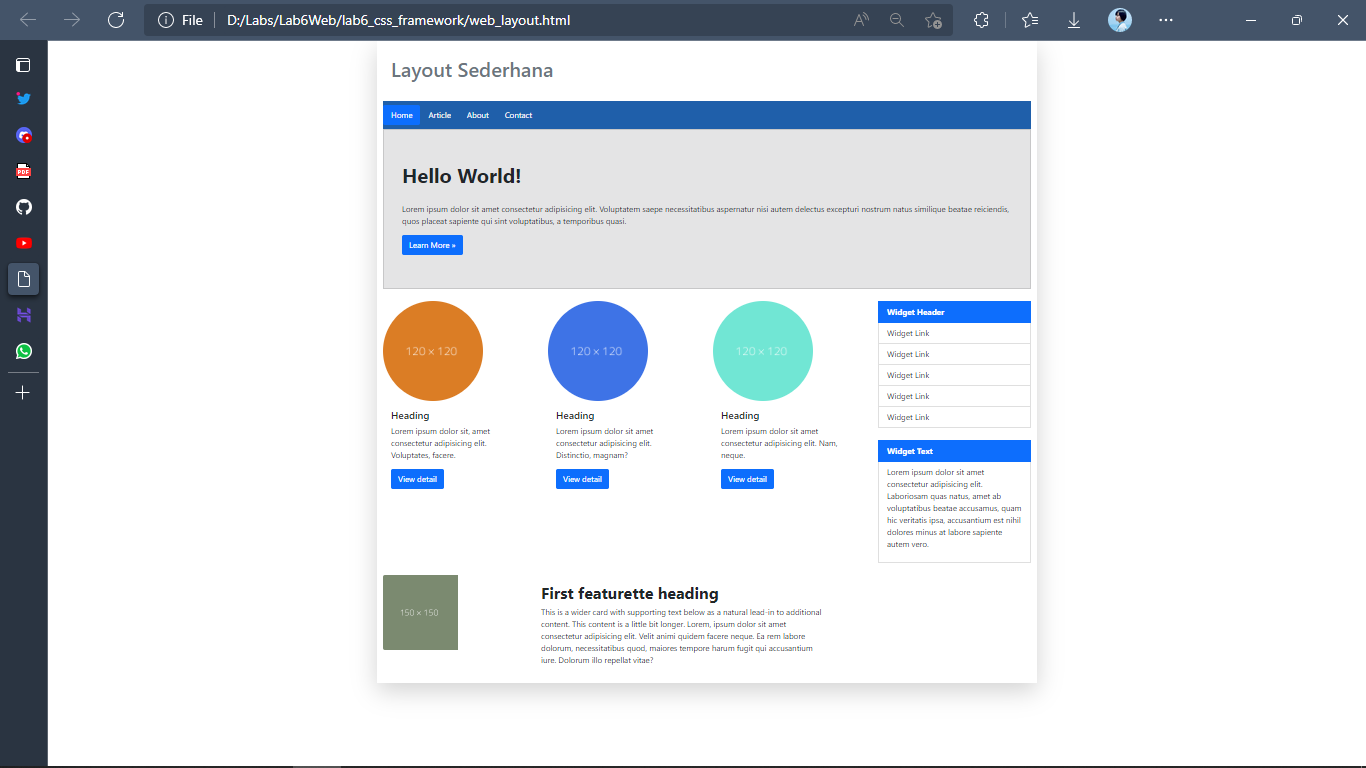 File
D:/Labs/Lab6Web/lab6_css_framework/web_layout.html
PDF
Layout Sederhana
Home
Article
About
Contact
Hello World!
Lorem ipsum dolor sit amet consectetur adipisicing elit. Voluptatem saepe necessitatibus aspernatur nisi autem delectus excepturi nostrum natus similique beatae reiciendis,
quos placeat sapiente qui sint voluptatibus, a temporibus quasi.
Learn More »
120 × 120
Heading
Lorem ipsum dolor sit, amet
consectetur adipisicing elit.
Voluptates, facere.
View detail
120 × 120
Heading
Lorem ipsum dolor sit amet
consectetur adipisicing elit.
Distinctio, magnam?
View detail
120 × 120
Heading
Lorem ipsum dolor sit amet
consectetur adipisicing elit. Nam,
neque.
View detail
Widget Header
Widget Link
Widget Link
Widget Link
Widget Link
Widget Link
Widget Text
Lorem ipsum dolor sit amet
consectetur adipisicing elit.
Laboriosam quas natus, amet ab
voluptatibus beatae accusamus, quam
hic veritatis ipsa, accusantium est nihil
dolores minus at labore sapiente
autem vero.
150 × 150
First featurette heading
This is a wider card with supporting text below as a natural lead-in to additional
content. This content is a little bit longer. Lorem, ipsum dolor sit amet
consectetur adipisicing elit. Velit animi quidem facere neque. Ea rem labore
dolorum, necessitatibus quod, maiores tempore harum fugit qui accusantium
iure. Dolorum illo repellat vitae?